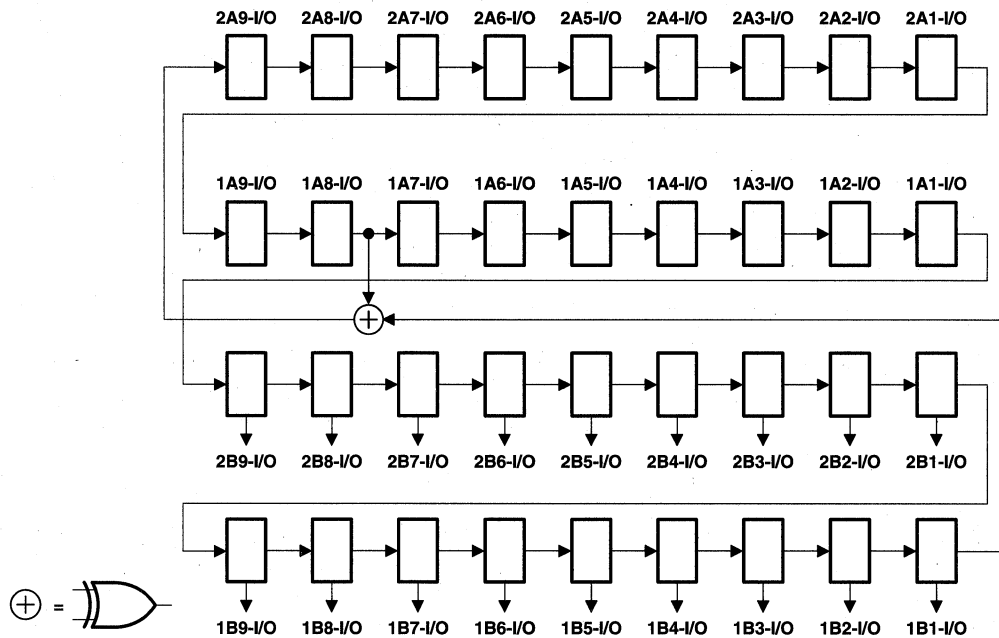 2A9-I/O 2A8-I/O 2A7-I/O 2A6-I/O 2A5-I/O 2A4-I/O 2A3-I/O 2A2-I/O 2A1-I/O
1A9-I/O 1A8-I/O 1A7-I/O 1A6-I/O 1A5-I/O 1A4-I/O 1A3-I/O 1A2-I/O 1A1-I/O
2B9-I/O 2B8-I/O 2B7-I/O 2B6-I/O 2B5-I/O 2B4-I/O 2B3-I/O 2B2-I/O 2B1-I/O
=
1B9-I/O 1B8-I/O 1B7-I/O 1B6-I/O 1B5-I/O 1B4-I/O 1B3-I/O 1B2-I/O 1B1-I/O